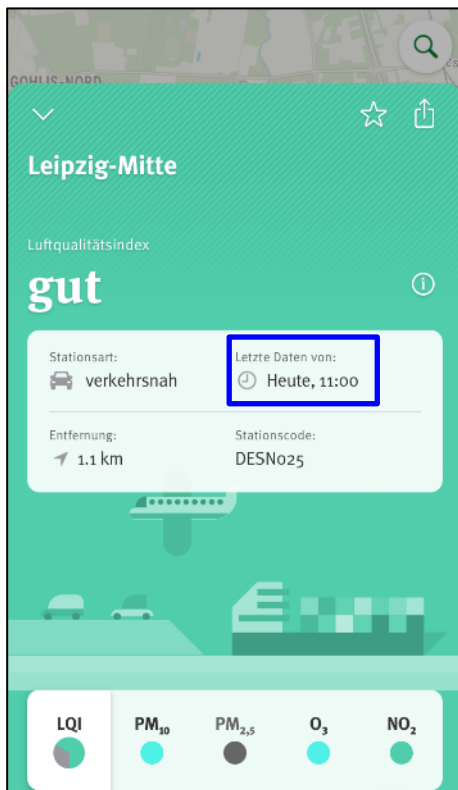 GOHLIS-NORD
Leipzig-Mitte
Luftqualitätsindex
gut
Stationsart:
verkehrsnah
Letzte Daten von:
Heute, 11:00
Entfernung:
1.1 km
Stationscode:
DESN025
LQI PM₁₀ PM₂,₅ O₃ NO₂